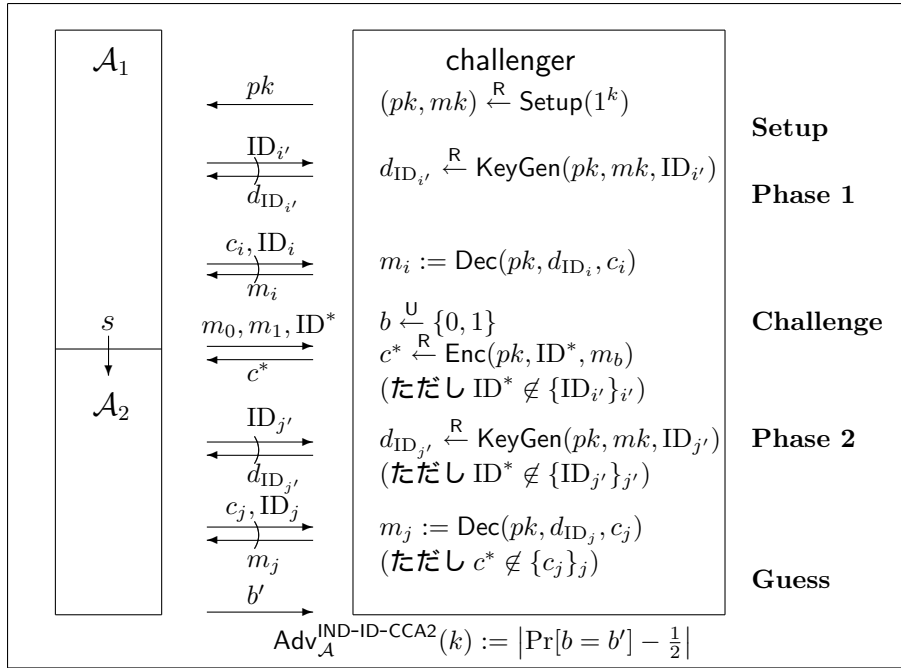 𝒜₁
challenger
pk
(pk, mk) ←ᴿ Setup(1ᵏ)
Setup
ID_{i′}
d_{ID_{i′}} ←ᴿ KeyGen(pk, mk, ID_{i′})
d_{ID_{i′}}
Phase 1
c_i, ID_i
m_i := Dec(pk, d_{ID_i}, c_i)
m_i
s
m₀, m₁, ID*
b ←ᵁ {0, 1}
Challenge
c* ←ᴿ Enc(pk, ID*, m_b)
c*
(ただし ID* ∉ {ID_{i′}}_{i′})
𝒜₂
ID_{j′}
d_{ID_{j′}} ←ᴿ KeyGen(pk, mk, ID_{j′})
Phase 2
d_{ID_{j′}}
(ただし ID* ∉ {ID_{j′}}_{j′})
c_j, ID_j
m_j := Dec(pk, d_{ID_j}, c_j)
m_j
(ただし c* ∉ {c_j}_j)
Guess
b′
Adv_𝒜^{IND-ID-CCA2}(k) := |Pr[b = b′] − 1/2|